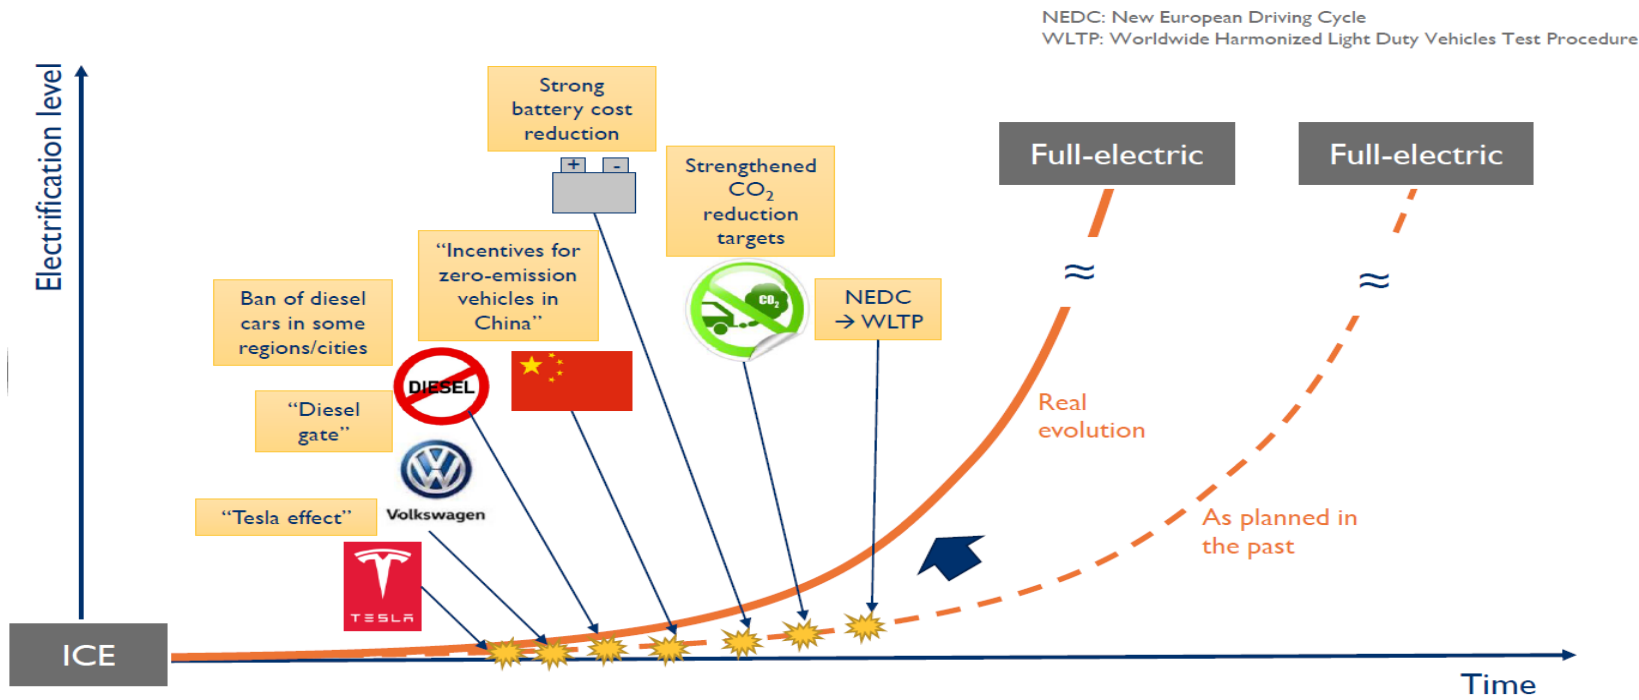 NEDC: New European Driving Cycle
WLTP: Worldwide Harmonized Light Duty Vehicles Test Procedure
Electrification level
Strong
battery cost
reduction
+ -
Strengthened
CO₂
reduction
targets
Full-electric
Full-electric
“Incentives for
zero-emission
vehicles in
China”
Ban of diesel
cars in some
regions/cities
CO₂
NEDC
→ WLTP
≈
≈
DIESEL
“Diesel
gate”
Real
evolution
Volkswagen
“Tesla effect”
As planned in
the past
TESLA
ICE
Time